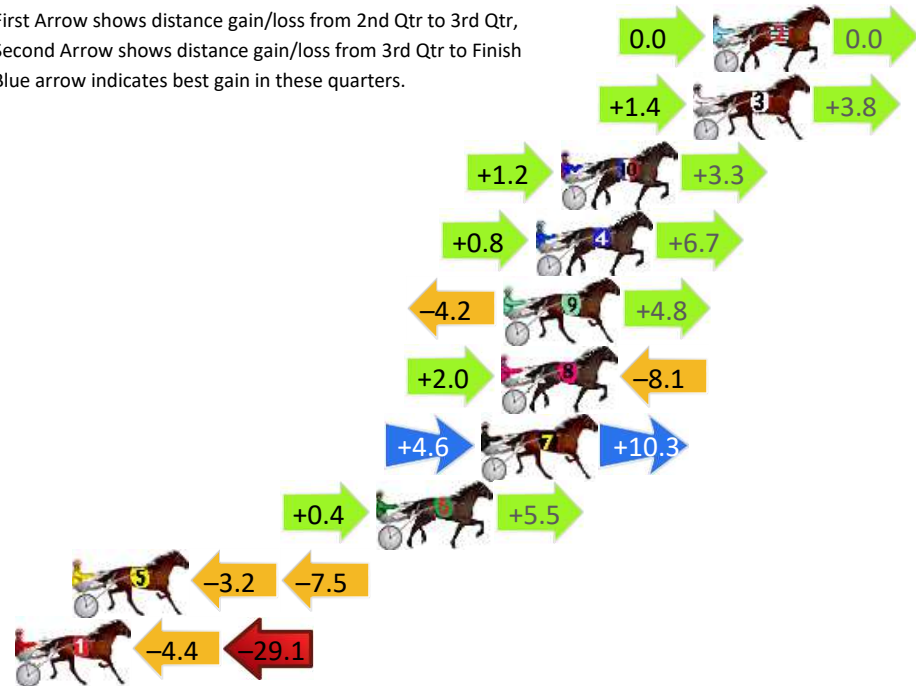 First Arrow shows distance gain/loss from 2nd Qtr to 3rd Qtr,
Second Arrow shows distance gain/loss from 3rd Qtr to Finish
Blue arrow indicates best gain in these quarters.
0.0 2 0.0
+1.4 3 +3.8
+1.2 10 +3.3
+0.8 4 +6.7
–4.2 9 +4.8
+2.0 8 –8.1
+4.6 7 +10.3
+0.4 6 +5.5
5 –3.2 –7.5
1 –4.4 –29.1